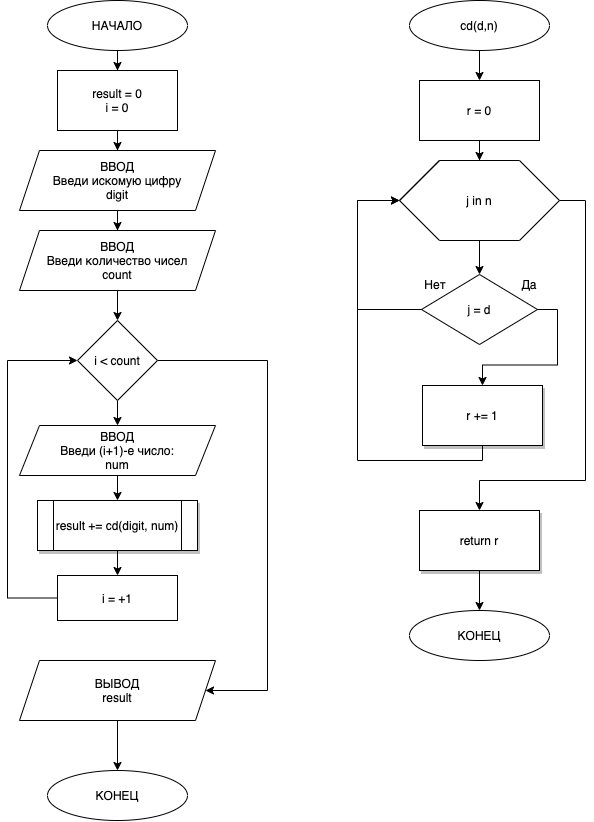 НАЧАЛО
result = 0
i = 0
ВВОД
Введи искомую цифру
digit
ВВОД
Введи количество чисел
count
i < count
ВВОД
Введи (i+1)-е число:
num
result += cd(digit, num)
i = +1
ВЫВОД
result
КОНЕЦ
cd(d,n)
r = 0
j in n
Нет
Да
j = d
r += 1
return r
КОНЕЦ